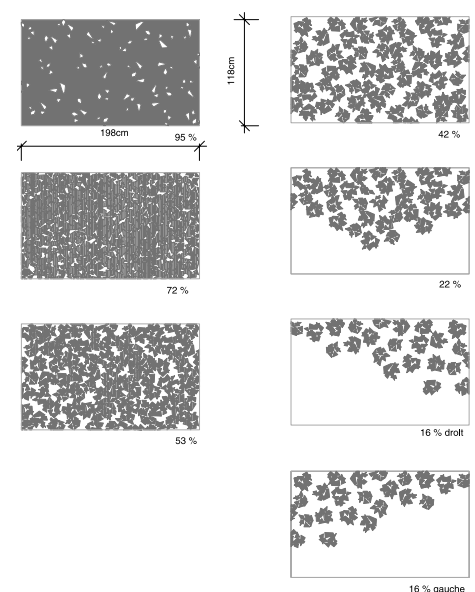 95 %
198cm
118cm
42 %
72 %
22 %
53 %
16 % droit
16 % gauche